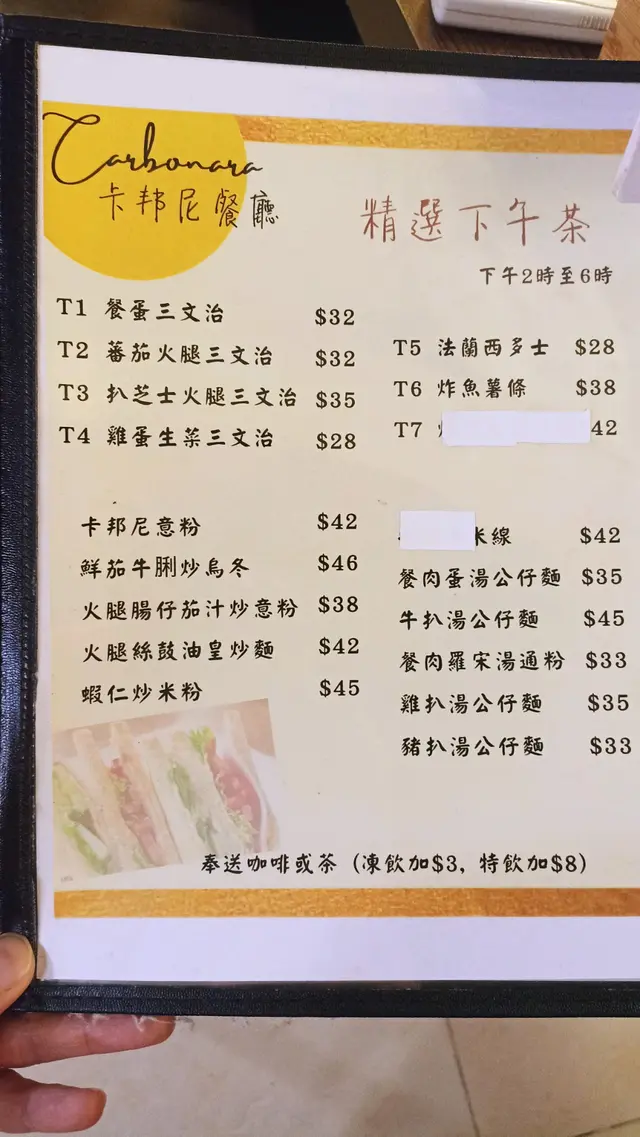 Carbonara
卡邦尼餐廳
精選下午茶
下午2時至6時
T1 餐蛋三文治 $32
T2 蕃茄火腿三文治 $32
T3 扒芝士火腿三文治 $35
T4 雞蛋生菜三文治 $28
T5 法蘭西多士 $28
T6 炸魚薯條 $38
T7 42
卡邦尼意粉 $42
鮮茄牛脷炒烏冬 $46
火腿腸仔茄汁炒意粉 $38
火腿絲鼓油皇炒麵 $42
蝦仁炒米粉 $45
米線 $42
餐肉蛋湯公仔麵 $35
牛扒湯公仔麵 $45
餐肉羅宋湯通粉 $33
雞扒湯公仔麵 $35
豬扒湯公仔麵 $33
奉送咖啡或茶 (凍飲加$3, 特飲加$8)